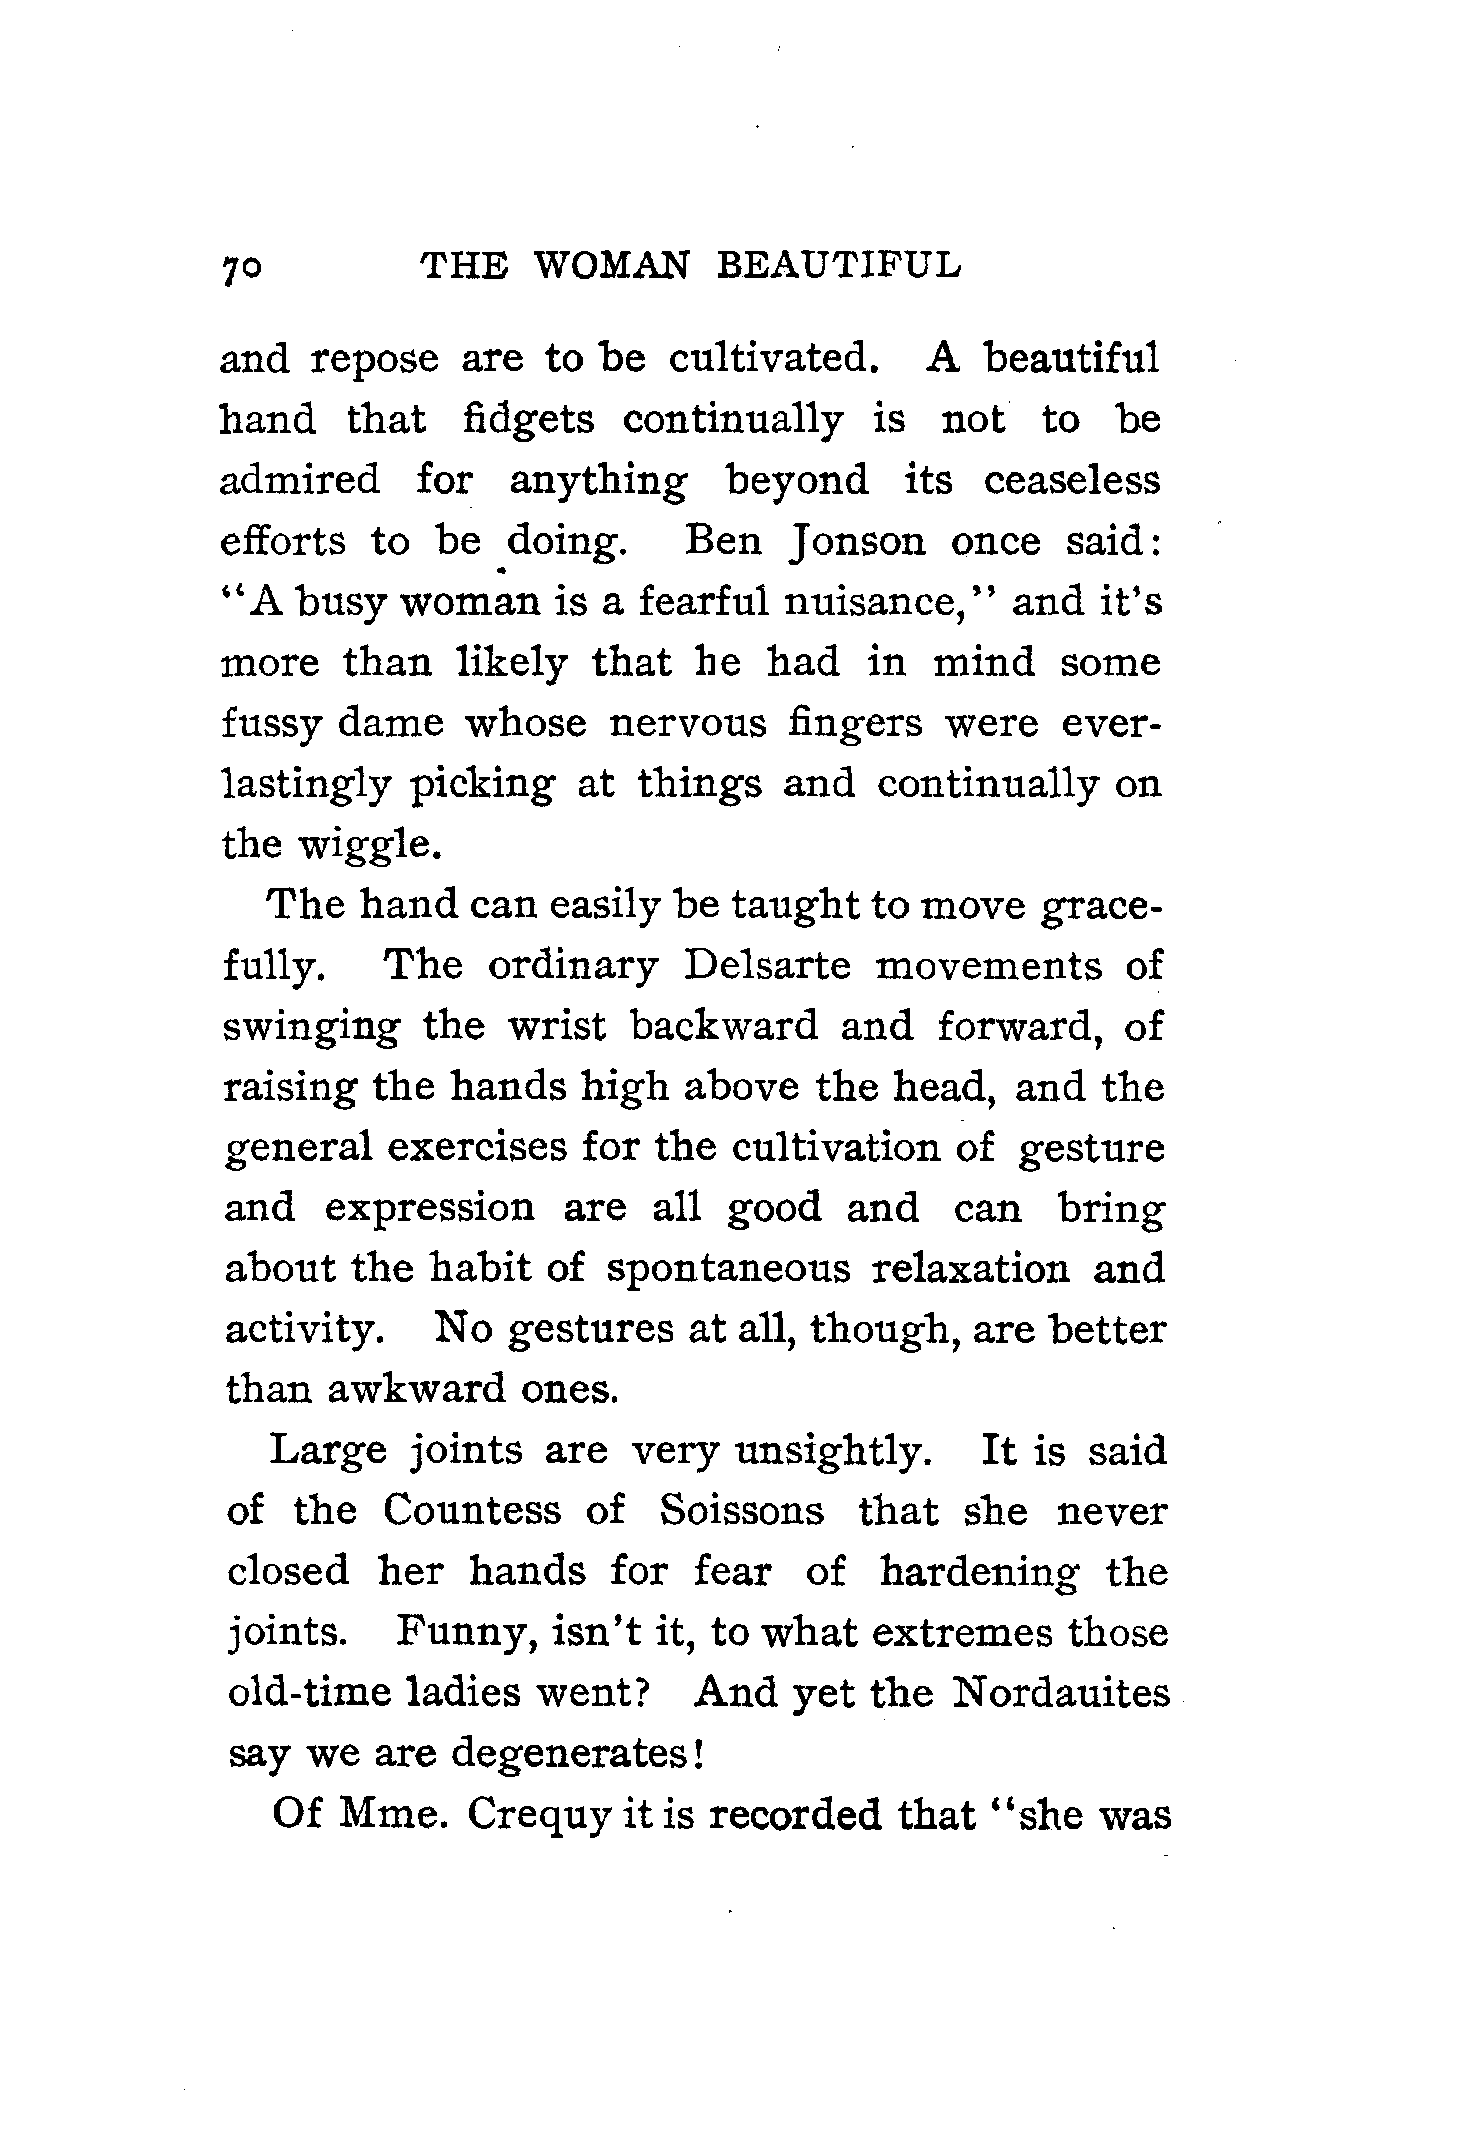 70 THE WOMAN BEAUTIFUL
and repose are to be cultivated. A beautiful
hand that fidgets continually is not to be
admired for anything beyond its ceaseless
efforts to be doing. Ben Jonson once said:
“A busy woman is a fearful nuisance,” and it’s
more than likely that he had in mind some
fussy dame whose nervous fingers were ever-
lastingly picking at things and continually on
the wiggle.
The hand can easily be taught to move grace-
fully. The ordinary Delsarte movements of
swinging the wrist backward and forward, of
raising the hands high above the head, and the
general exercises for the cultivation of gesture
and expression are all good and can bring
about the habit of spontaneous relaxation and
activity. No gestures at all, though, are better
than awkward ones.
Large joints are very unsightly. It is said
of the Countess of Soissons that she never
closed her hands for fear of hardening the
joints. Funny, isn’t it, to what extremes those
old-time ladies went? And yet the Nordauites
say we are degenerates!
Of Mme. Crequy it is recorded that “she was